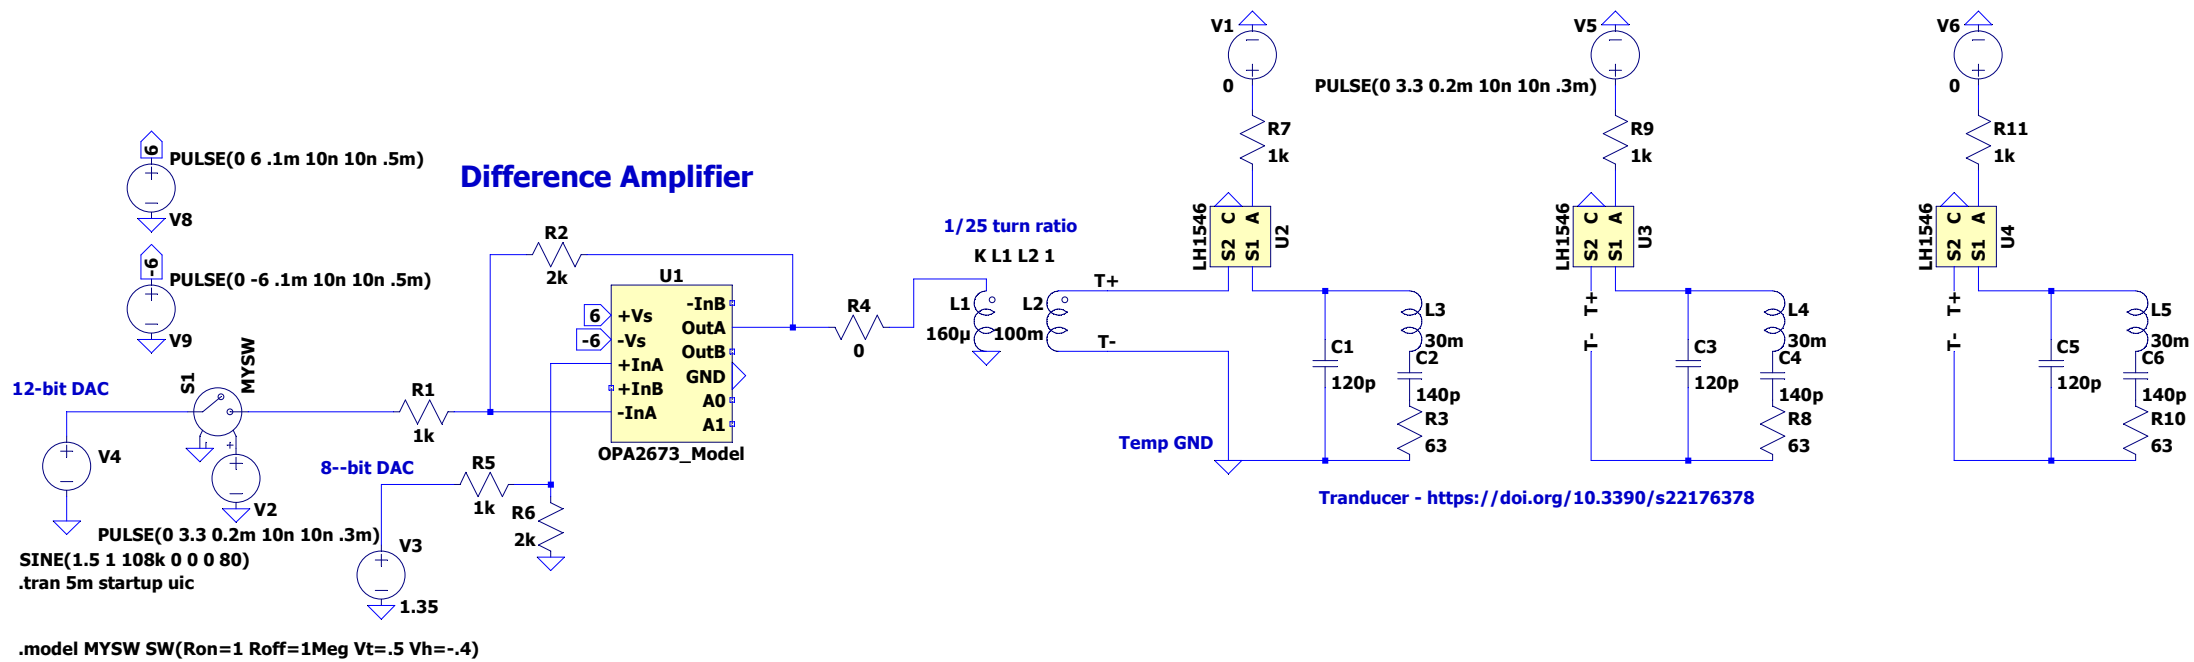 V1
0
R7
1k
V5
PULSE(0 3.3 0.2m 10n 10n .3m)
R9
1k
V6
0
R11
1k
6
PULSE(0 6 .1m 10n 10n .5m)
V8
-6
PULSE(0 -6 .1m 10n 10n .5m)
V9
Difference Amplifier
R2
2k
U1
6
-6
+Vs
-Vs
+InA
+InB
-InA
-InB
OutA
OutB
GND
A0
A1
OPA2673_Model
R4
0
1/25 turn ratio
K L1 L2 1
L1
160µ
L2
100m
T+
T-
LH1546
C
A
S2
S1
U2
C1
120p
L3
30m
C2
140p
R3
63
LH1546
C
A
S2
S1
U3
T+
T-
C3
120p
L4
30m
C4
140p
R8
63
LH1546
C
A
S2
S1
U4
T+
T-
C5
120p
L5
30m
C6
140p
R10
63
Temp GND
Tranducer - https://doi.org/10.3390/s22176378
12-bit DAC
S1
MYSW
V4
V2
R1
1k
8--bit DAC
R5
1k
R6
2k
PULSE(0 3.3 0.2m 10n 10n .3m)
SINE(1.5 1 108k 0 0 0 80)
.tran 5m startup uic
V3
1.35
.model MYSW SW(Ron=1 Roff=1Meg Vt=.5 Vh=-.4)